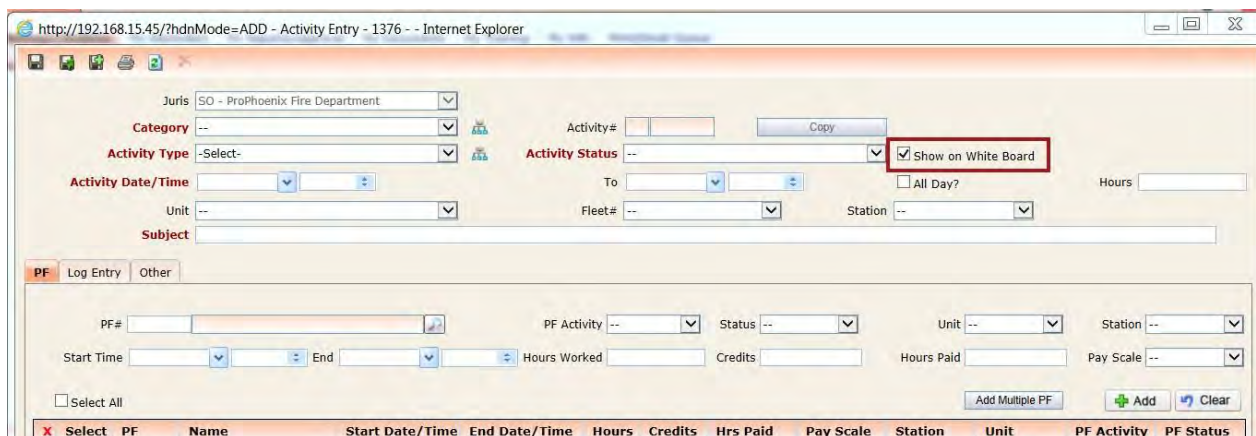 http://192.168.15.45/?hdnMode=ADD - Activity Entry - 1376 - - Internet Explorer
Juris SO - ProPhoenix Fire Department
Category -- Activity# Copy
Activity Type -Select- Activity Status -- Show on White Board
Activity Date/Time To All Day? Hours
Unit -- Fleet# -- Station --
Subject
PF Log Entry Other
PF# PF Activity -- Status -- Unit -- Station --
Start Time End Hours Worked Credits Hours Paid Pay Scale --
Select All Add Multiple PF Add Clear
X Select PF Name Start Date/Time End Date/Time Hours Credits Hrs Paid Pay Scale Station Unit PF Activity PF Status